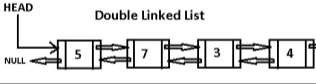 HEAD
Double Linked List
NULL 5 7 3 4